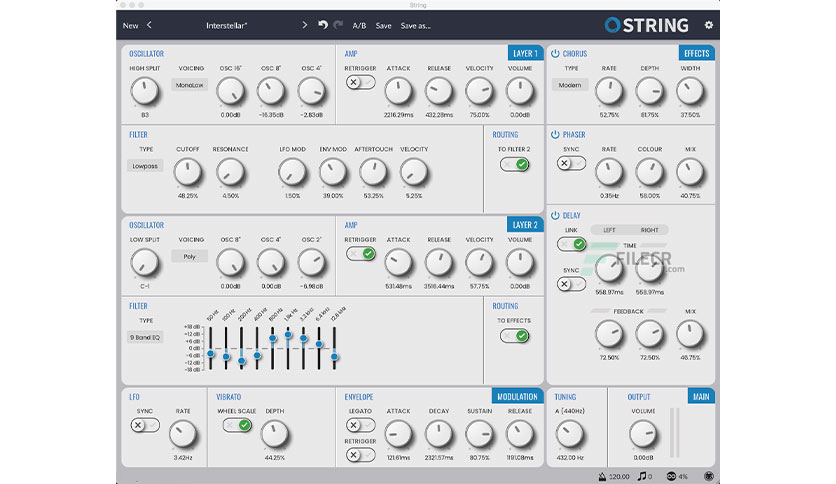 String
New
Interstellar*
A/B
Save
Save as...
STRING
OSCILLATOR
HIGH SPLIT
VOICING
OSC 16"
OSC 8"
OSC 4"
MonoLow
B3
0.00dB
-16.35dB
-2.83dB
AMP
LAYER 1
RETRIGGER
ATTACK
RELEASE
VELOCITY
VOLUME
2216.29ms
432.28ms
75.00%
0.00dB
CHORUS
EFFECTS
TYPE
RATE
DEPTH
WIDTH
Modern
52.75%
81.75%
37.50%
FILTER
TYPE
CUTOFF
RESONANCE
LFO MOD
ENV MOD
AFTERTOUCH
VELOCITY
Lowpass
48.25%
4.50%
1.50%
39.00%
53.25%
5.25%
ROUTING
TO FILTER 2
PHASER
SYNC
RATE
COLOUR
MIX
0.35Hz
58.00%
40.75%
OSCILLATOR
LOW SPLIT
VOICING
OSC 8"
OSC 4"
OSC 2"
Poly
C-1
0.00dB
0.00dB
-6.98dB
AMP
LAYER 2
RETRIGGER
ATTACK
RELEASE
VELOCITY
VOLUME
531.48ms
3518.44ms
57.75%
0.00dB
DELAY
LINK
LEFT
RIGHT
TIME
SYNC
558.97ms
558.97ms
FILECR
.com
FEEDBACK
MIX
72.50%
72.50%
46.75%
FILTER
TYPE
9 Band EQ
50 Hz
100 Hz
200 Hz
400 Hz
800 Hz
1.6k Hz
3.2 kHz
6.4 kHz
12.8 kHz
+18 dB
+12 dB
+6 dB
0 dB
-6 dB
-12 dB
-18 dB
ROUTING
TO EFFECTS
LFO
SYNC
RATE
3.42Hz
VIBRATO
WHEEL SCALE
DEPTH
44.25%
ENVELOPE
MODULATION
LEGATO
ATTACK
DECAY
SUSTAIN
RELEASE
RETRIGGER
121.61ms
2321.57ms
80.75%
1191.08ms
TUNING
A (440Hz)
432.00 Hz
OUTPUT
MAIN
VOLUME
0.00dB
120.00
0
4%